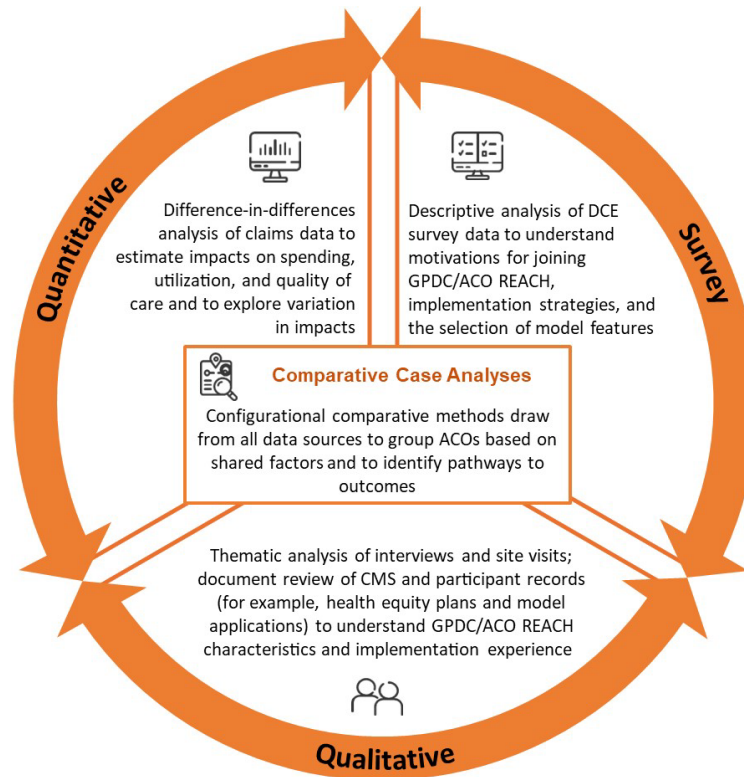 Quantitative
Difference-in-differences
analysis of claims data to
estimate impacts on spending,
utilization, and quality of
care and to explore variation
in impacts
Survey
Descriptive analysis of DCE
survey data to understand
motivations for joining
GPDC/ACO REACH,
implementation strategies, and
the selection of model features
Comparative Case Analyses
Configurational comparative methods draw
from all data sources to group ACOs based on
shared factors and to identify pathways to
outcomes
Thematic analysis of interviews and site visits;
document review of CMS and participant records
(for example, health equity plans and model
applications) to understand GPDC/ACO REACH
characteristics and implementation experience
Qualitative